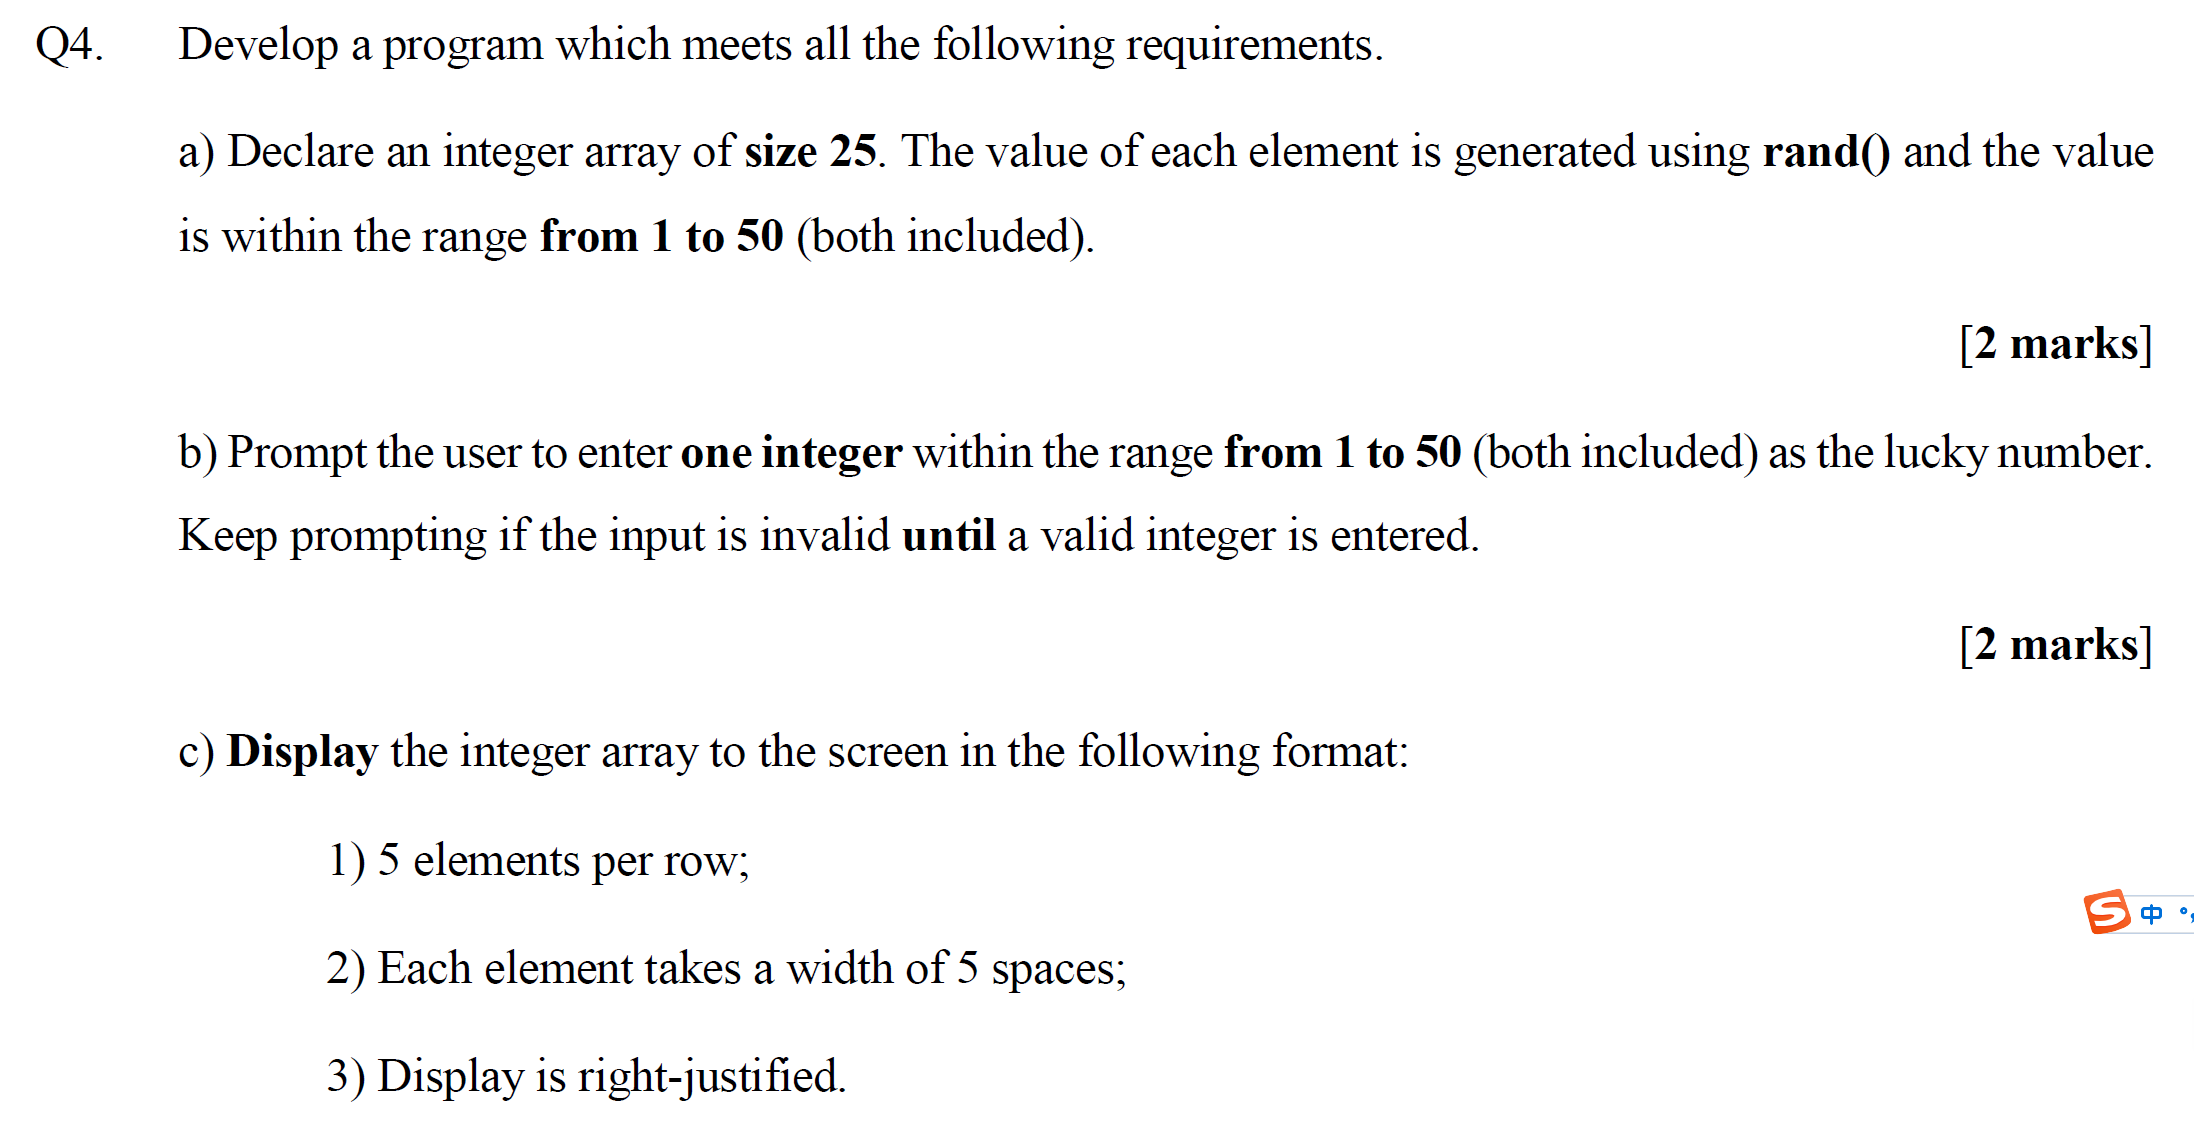 Q4. Develop a program which meets all the following requirements.
a) Declare an integer array of size 25. The value of each element is generated using rand() and the value
is within the range from 1 to 50 (both included).
[2 marks]
b) Prompt the user to enter one integer within the range from 1 to 50 (both included) as the lucky number.
Keep prompting if the input is invalid until a valid integer is entered.
[2 marks]
c) Display the integer array to the screen in the following format:
1) 5 elements per row;
S 中 °,
2) Each element takes a width of 5 spaces;
3) Display is right-justified.